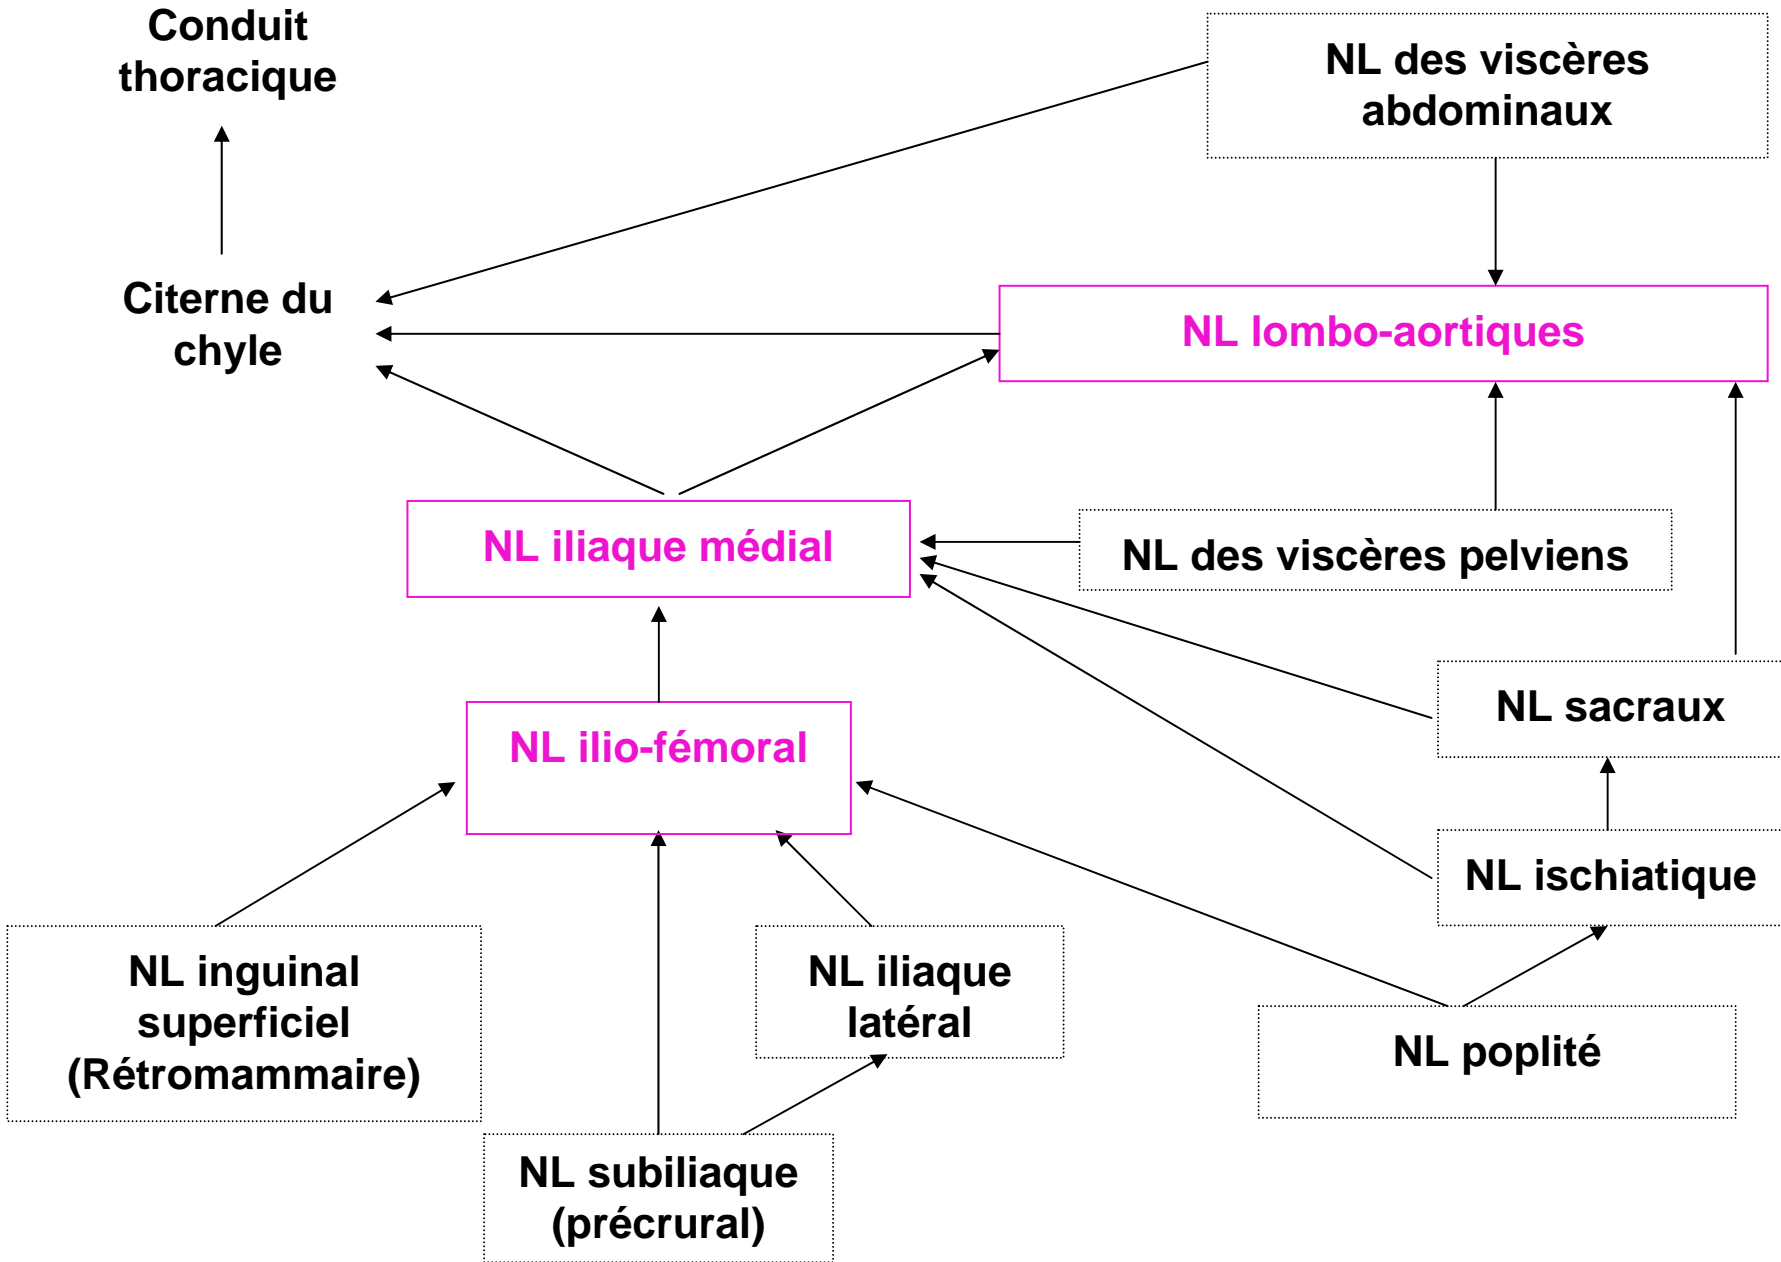 Conduit
thoracique
NL des viscères
abdominaux
Citerne du
chyle
NL lombo-aortiques
NL iliaque médial
NL des viscères pelviens
NL sacraux
NL ilio-fémoral
NL ischiatique
NL inguinal
superficiel
(Rétromammaire)
NL iliaque
latéral
NL poplité
NL subiliaque
(précrural)